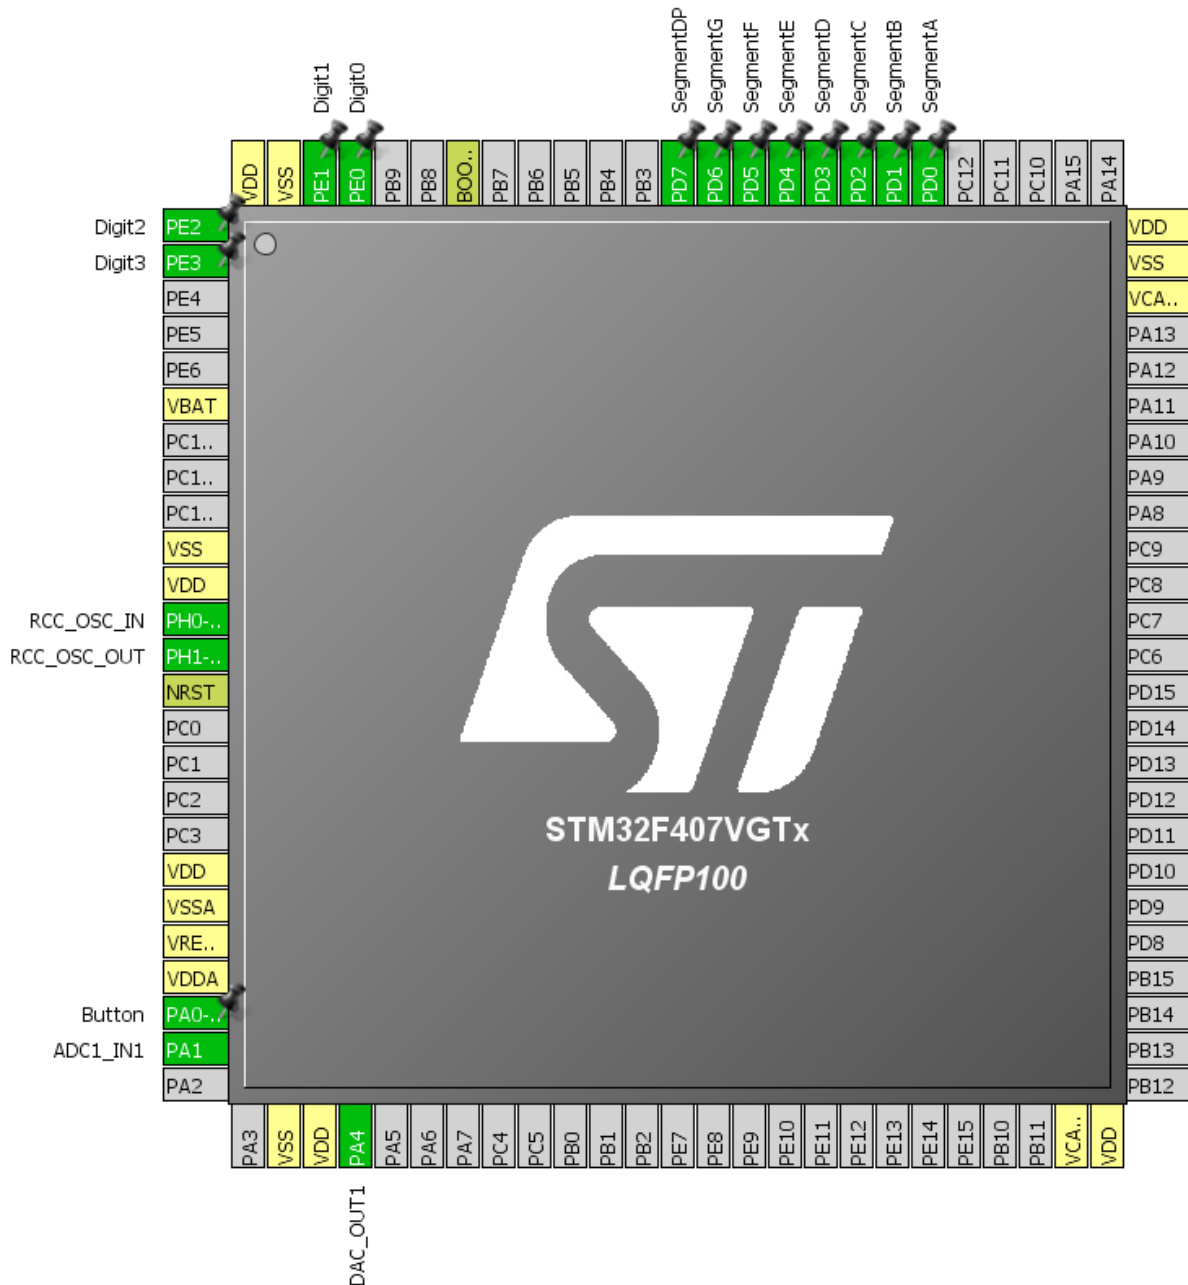 SegmentDP
SegmentG
SegmentF
SegmentE
SegmentD
SegmentC
SegmentB
SegmentA
Digit1
Digit0
VDD
VSS
PE1
PE0
PB9
PB8
BOO..
PB7
PB6
PB5
PB4
PB3
PD7
PD6
PD5
PD4
PD3
PD2
PD1
PD0
PC12
PC11
PC10
PA15
PA14
Digit2 PE2
Digit3 PE3
PE4
PE5
PE6
VBAT
PC1..
PC1..
PC1..
VSS
VDD
RCC_OSC_IN PH0-..
RCC_OSC_OUT PH1-..
NRST
PC0
PC1
PC2
PC3
VDD
VSSA
VRE..
VDDA
Button PA0-..
ADC1_IN1 PA1
PA2
ST
STM32F407VGTx
LQFP100
VDD
VSS
VCA..
PA13
PA12
PA11
PA10
PA9
PA8
PC9
PC8
PC7
PC6
PD15
PD14
PD13
PD12
PD11
PD10
PD9
PD8
PB15
PB14
PB13
PB12
PA3
VSS
VDD
PA4
PA5
PA6
PA7
PC4
PC5
PB0
PB1
PB2
PE7
PE8
PE9
PE10
PE11
PE12
PE13
PE14
PE15
PB10
PB11
VCA..
VDD
DAC_OUT1